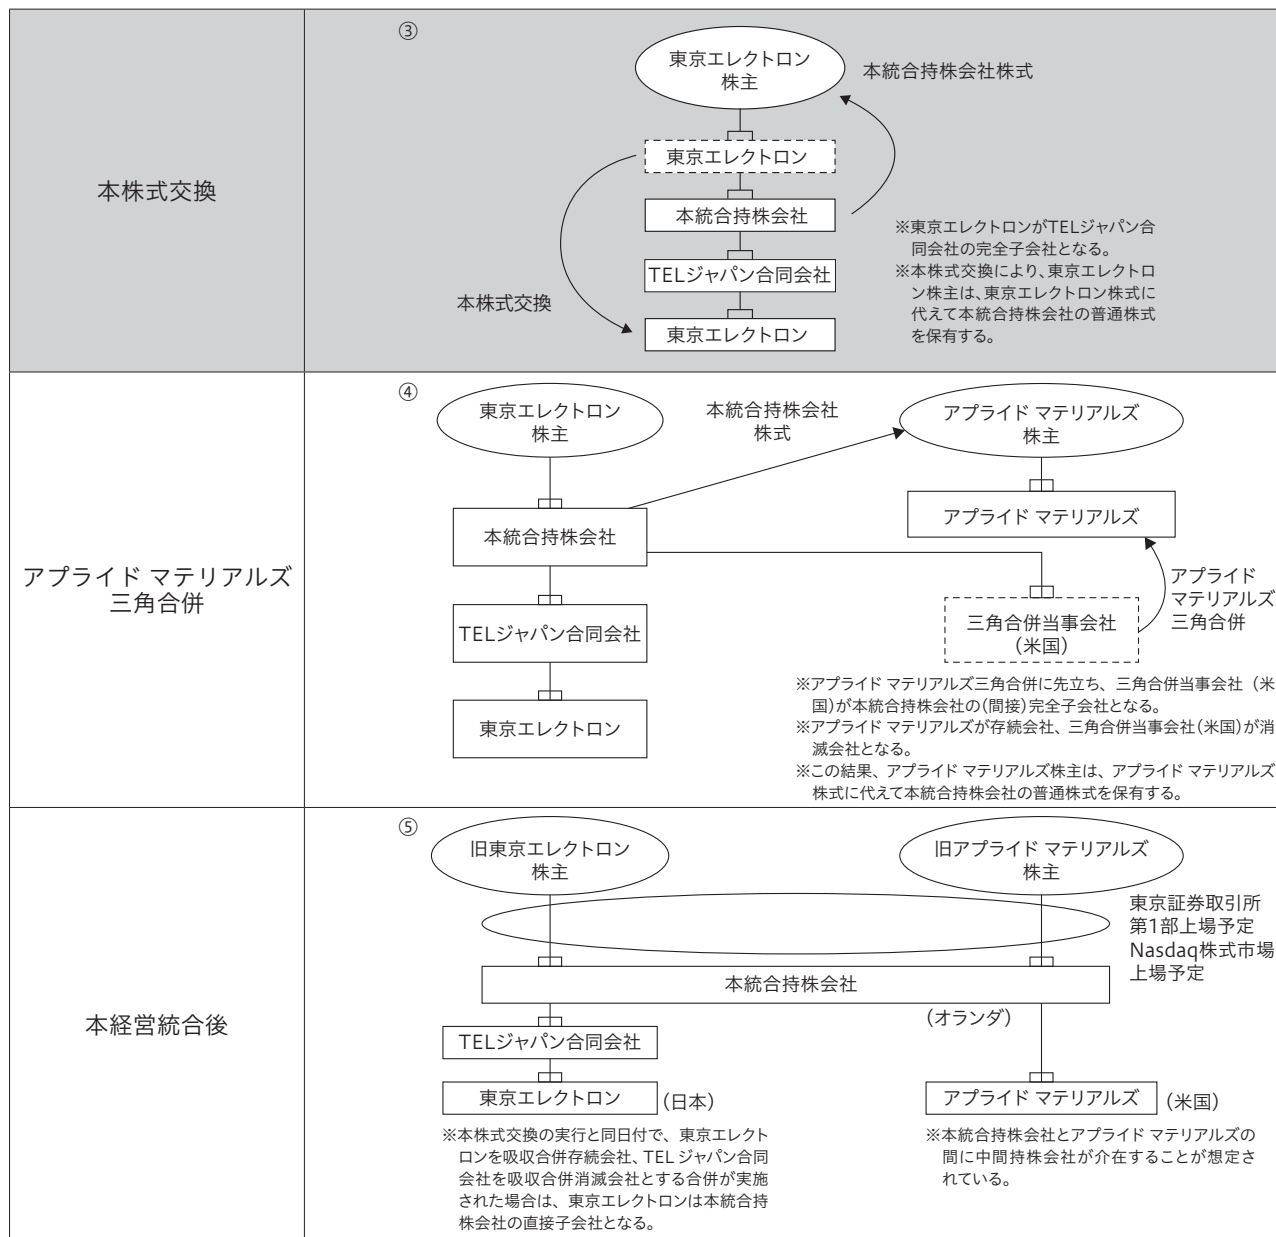 本株式交換
③
東京エレクトロン
株主
本統合持株会社株式
東京エレクトロン
本統合持株会社
TELジャパン合同会社
本株式交換
東京エレクトロン
※東京エレクトロンがTELジャパン合
同会社の完全子会社となる。
※本株式交換により、東京エレクトロ
ン株主は、東京エレクトロン株式に
代えて本統合持株会社の普通株式
を保有する。
アプライド マテリアルズ
三角合併
④
東京エレクトロン
株主
本統合持株会社
株式
アプライド マテリアルズ
株主
アプライド マテリアルズ
本統合持株会社
アプライド
マテリアルズ
三角合併
TELジャパン合同会社
三角合併当事会社
(米国)
東京エレクトロン
※アプライド マテリアルズ三角合併に先立ち、三角合併当事会社（米
国)が本統合持株会社の(間接)完全子会社となる。
※アプライド マテリアルズが存続会社、三角合併当事会社(米国)が消
滅会社となる。
※この結果、アプライド マテリアルズ株主は、アプライド マテリアルズ
株式に代えて本統合持株会社の普通株式を保有する。
本経営統合後
⑤
旧東京エレクトロン
株主
旧アプライド マテリアルズ
株主
東京証券取引所
第1部上場予定
Nasdaq株式市場
上場予定
本統合持株会社
(オランダ)
TELジャパン合同会社
東京エレクトロン
(日本)
アプライド マテリアルズ
(米国)
※本株式交換の実行と同日付で、東京エレクト
ロンを吸収合併存続会社、TEL ジャパン合同
会社を吸収合併消滅会社とする合併が実施
された場合は、東京エレクトロンは本統合持
株会社の直接子会社となる。
※本統合持株会社とアプライド マテリアルズの
間に中間持株会社が介在することが想定さ
れている。